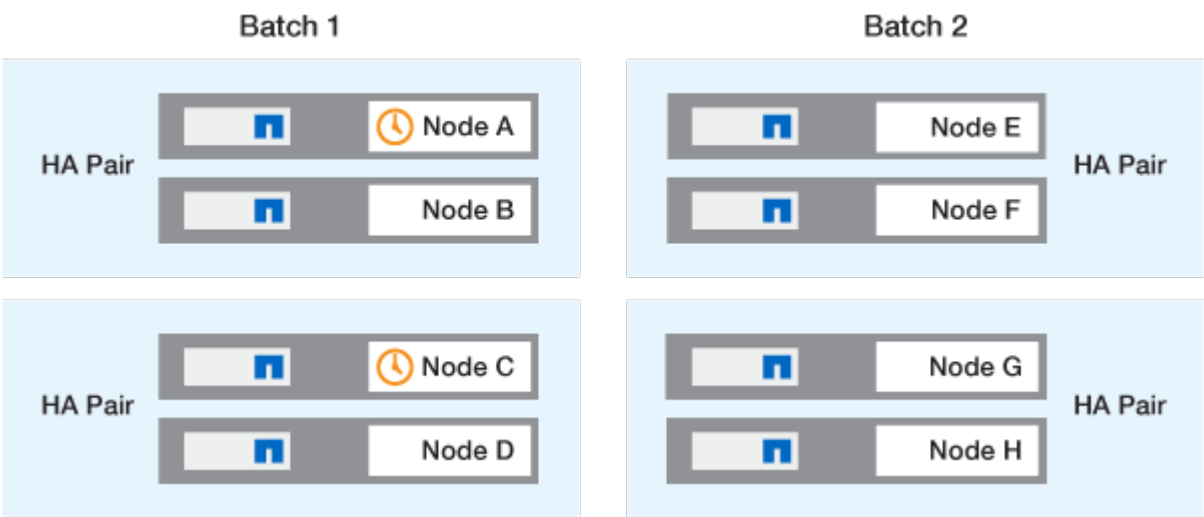 Batch 1
HA Pair
Node A
Node B
HA Pair
Node C
Node D
Batch 2
Node E
Node F
HA Pair
Node G
Node H
HA Pair